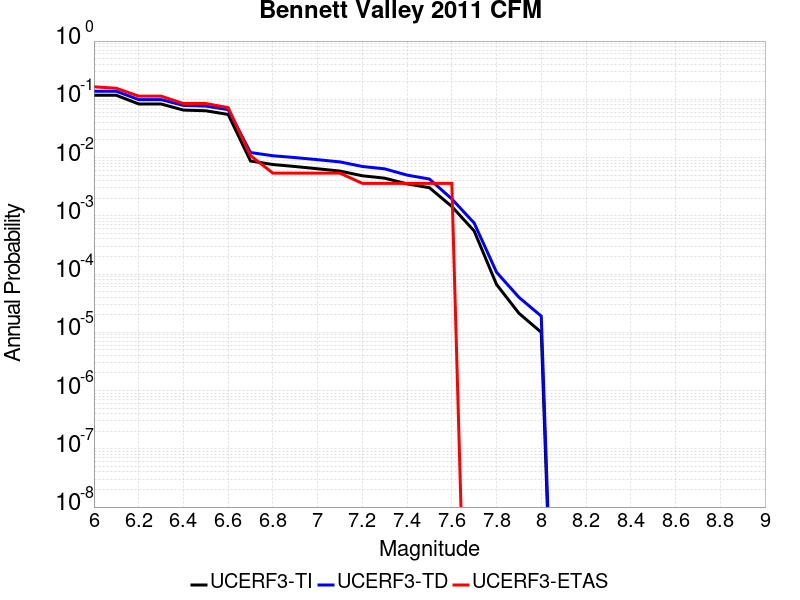 Bennett Valley 2011 CFM
10^0
10^-1
10^-2
10^-3
10^-4
10^-5
10^-6
10^-7
10^-8
Annual Probability
6 6.2 6.4 6.6 6.8 7 7.2 7.4 7.6 7.8 8 8.2 8.4 8.6 8.8 9
Magnitude
UCERF3-TI UCERF3-TD UCERF3-ETAS